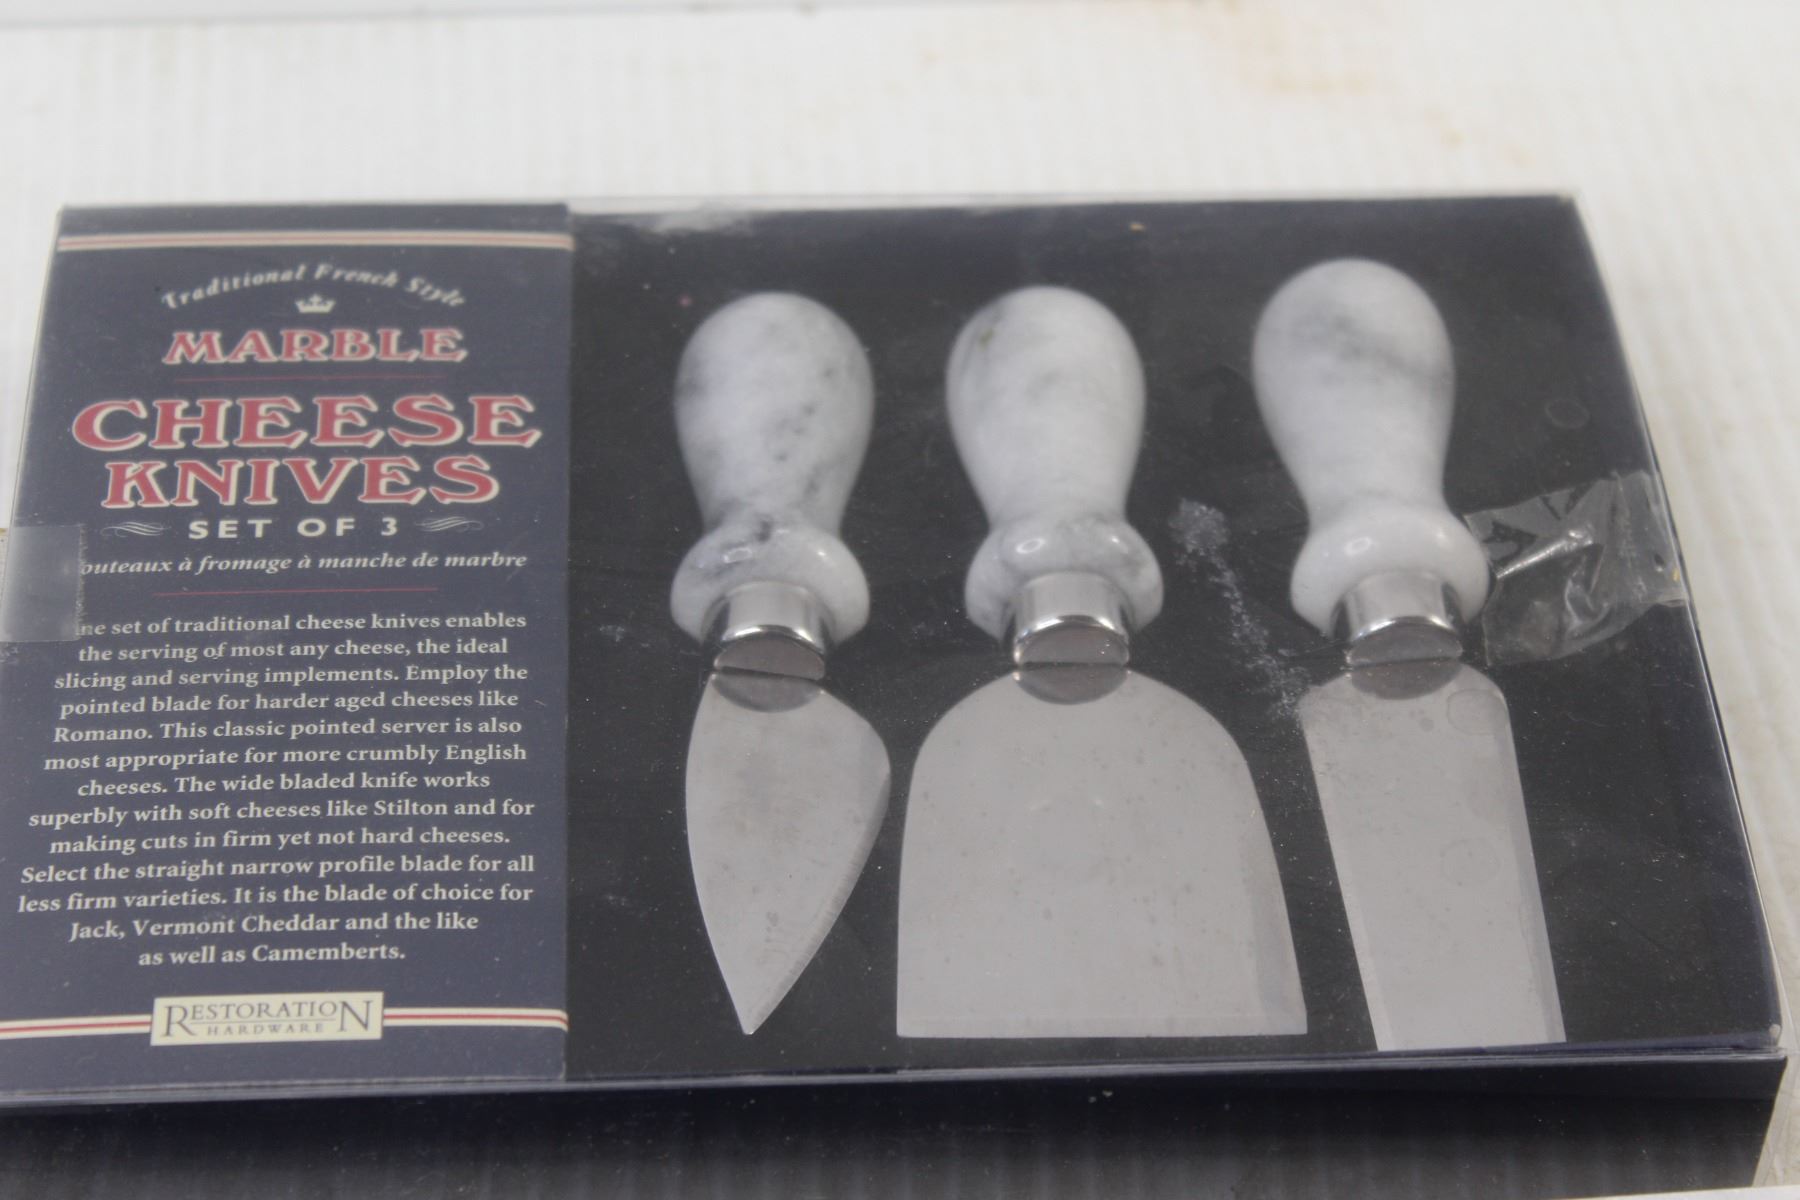 Traditional French Style
MARBLE
CHEESE
KNIVES
SET OF 3
outeaux à fromage à manche de marbre
ne set of traditional cheese knives enables
the serving of most any cheese, the ideal
slicing and serving implements. Employ the
pointed blade for harder aged cheeses like
Romano. This classic pointed server is also
most appropriate for more crumbly English
cheeses. The wide bladed knife works
superbly with soft cheeses like Stilton and for
making cuts in firm yet not hard cheeses.
Select the straight narrow profile blade for all
less firm varieties. It is the blade of choice for
Jack, Vermont Cheddar and the like
as well as Camemberts.
RESTORATION
HARDWARE